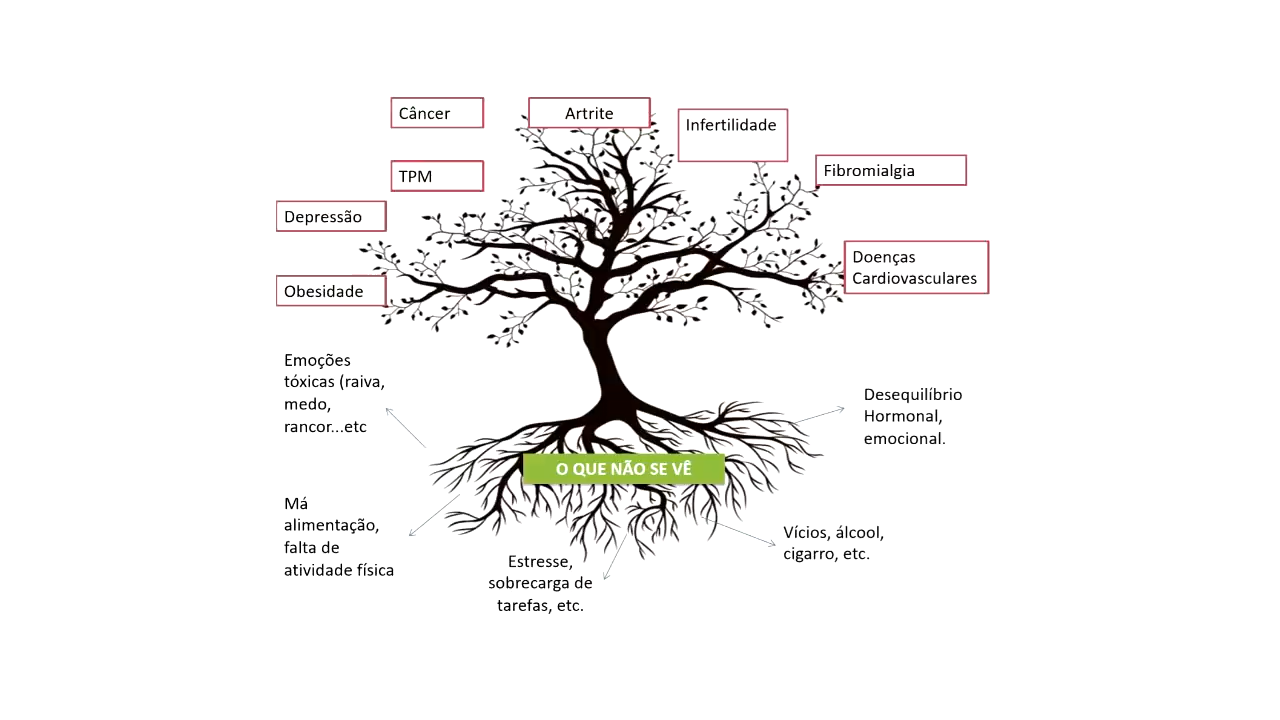 Câncer
Artrite
Infertilidade
TPM
Fibromialgia
Depressão
Doenças
Cardiovasculares
Obesidade
Emoções
tóxicas (raiva,
medo,
rancor...etc
Desequilíbrio
Hormonal,
emocional.
O QUE NÃO SE VÊ
Má
alimentação,
falta de
atividade física
Vícios, álcool,
cigarro, etc.
Estresse,
sobrecarga de
tarefas, etc.